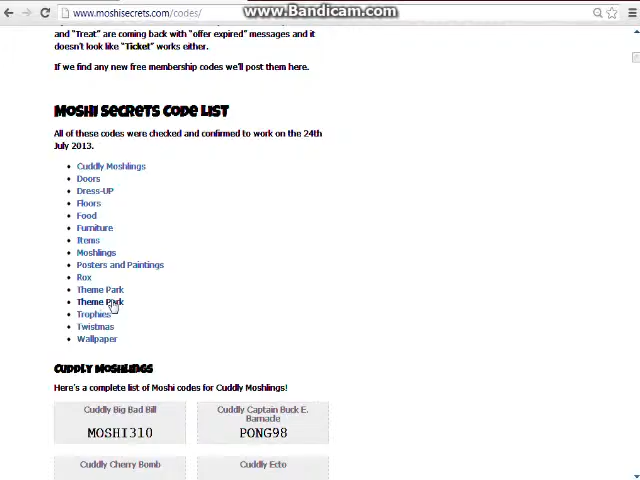 www.moshisecrets.com/codes/
www.Bandicam.com
and "Treat" are coming back with "offer expired" messages and it
doesn't look like "Ticket" works either.
If we find any new free membership codes we'll post them here.
Moshi Secrets Code List
All of these codes were checked and confirmed to work on the 24th
July 2013.
Cuddly Moshlings
Doors
Dress-UP
Floors
Food
Furniture
Items
Moshlings
Posters and Paintings
Rox
Theme Park
Theme Park
Trophies
Twistmas
Wallpaper
Cuddly Moshlings
Here's a complete list of Moshi codes for Cuddly Moshlings!
Cuddly Big Bad Bill
MOSHI310
Cuddly Captain Buck E.
Barnade
PONG98
Cuddly Cherry Bomb
Cuddly Ecto